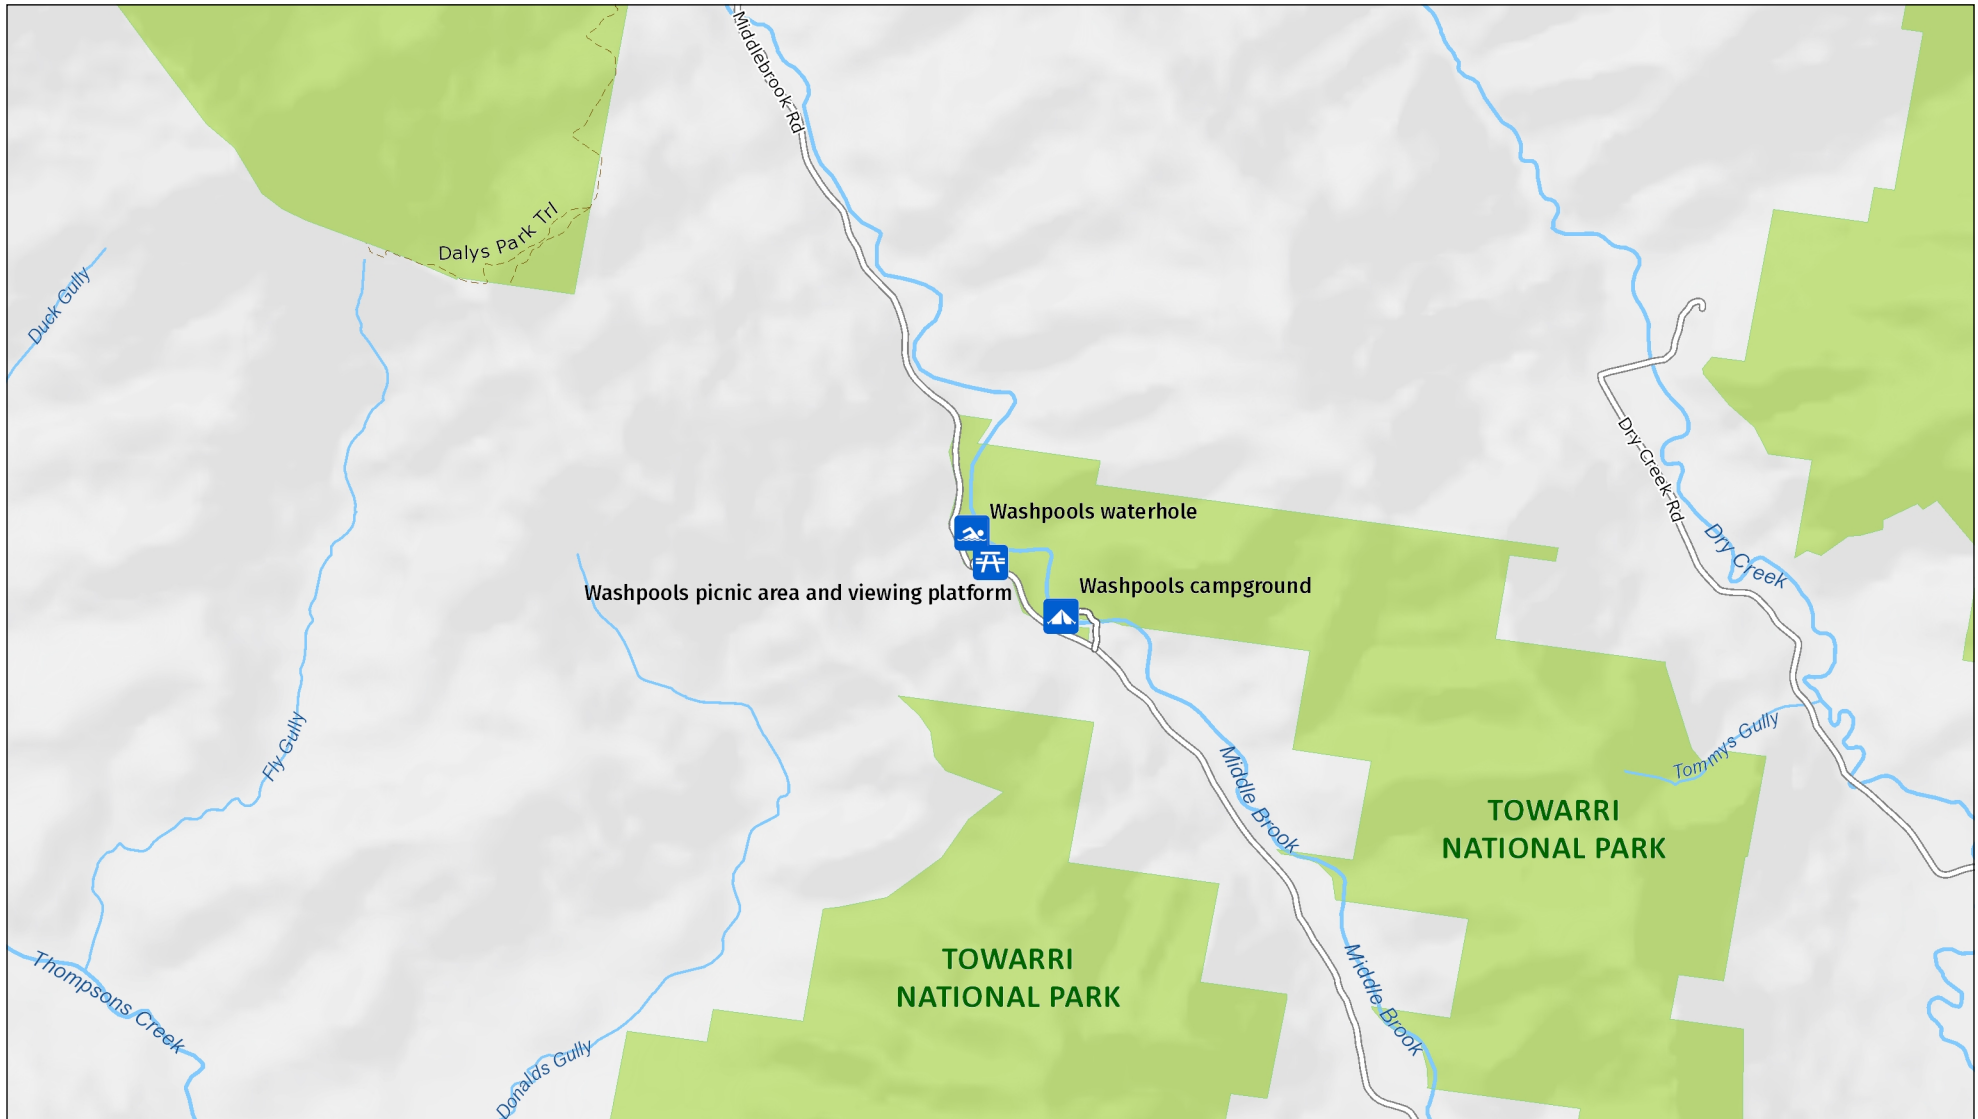 Middlebrook-Rd
Dalys Park Trl
Duck Gully
Dry-Creek-Rd
Washpools waterhole
Dry Creek
Washpools picnic area and viewing platform
Washpools campground
Fly Gully
Tommys Gully
Middle Brook
TOWARRI
NATIONAL PARK
TOWARRI
NATIONAL PARK
Middle Brook
Thompsons Creek
Donalds Gully